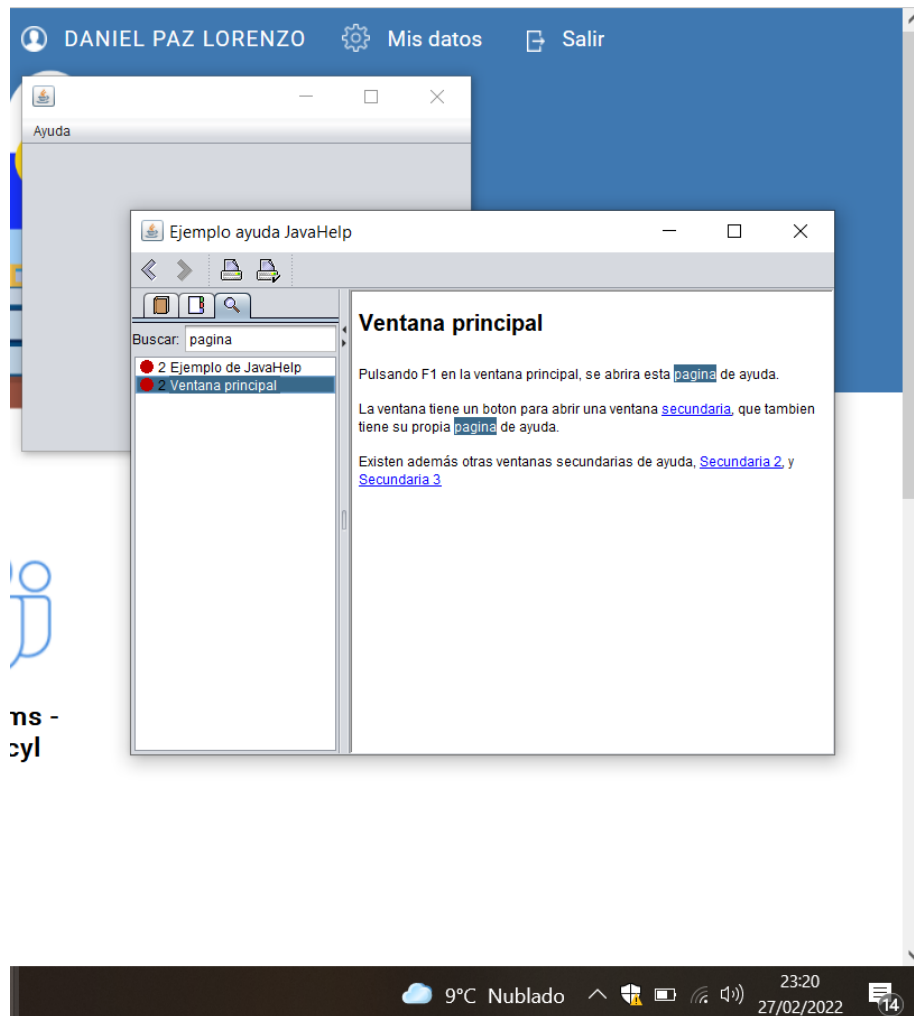 DANIEL PAZ LORENZO Mis datos Salir
Ayuda
Ejemplo ayuda JavaHelp
Buscar: pagina
2 Ejemplo de JavaHelp
2 Ventana principal
Ventana principal
Pulsando F1 en la ventana principal, se abrira esta pagina de ayuda.
La ventana tiene un boton para abrir una ventana secundaria, que tambien
tiene su propia pagina de ayuda.
Existen además otras ventanas secundarias de ayuda, Secundaria 2, y
Secundaria 3
ms -
cyl
9°C Nublado
23:20
27/02/2022
14